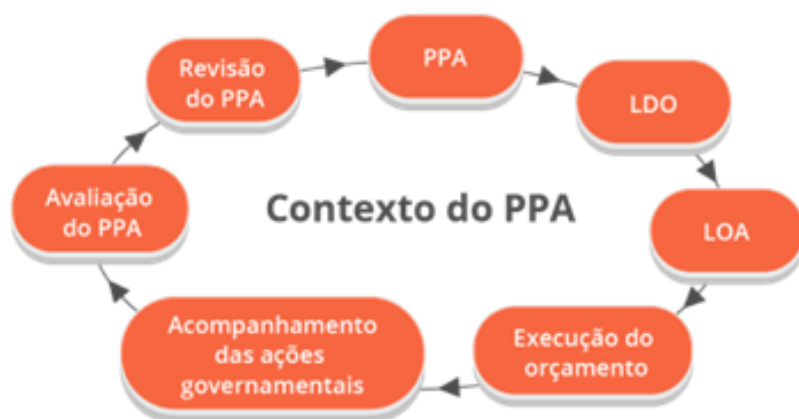 PPA
LDO
LOA
Execução do
orçamento
Acompanhamento
das ações
governamentais
Avaliação
do PPA
Revisão
do PPA
Contexto do PPA